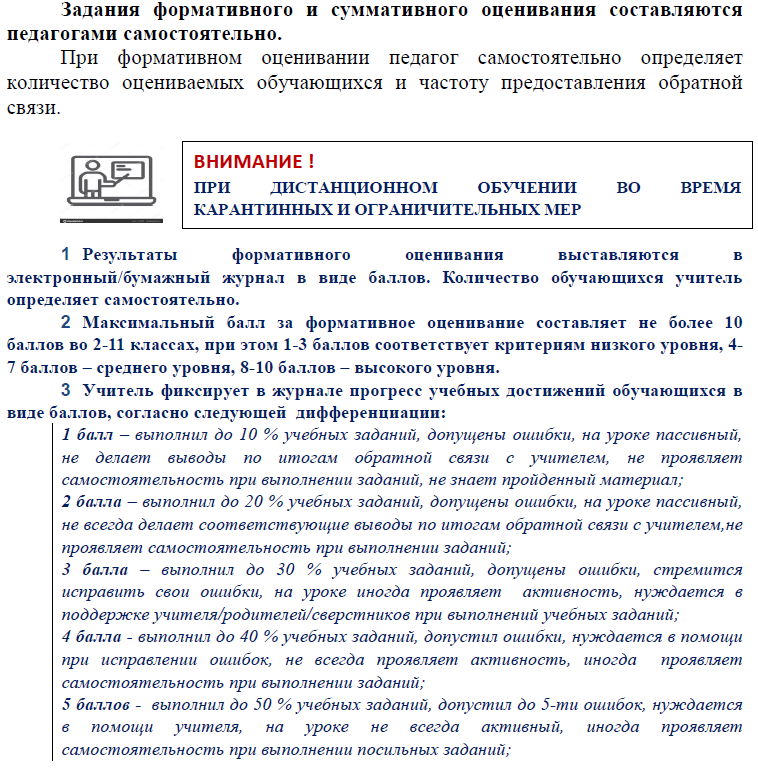 Задания формативного и суммативного оценивания составляются
педагогами самостоятельно.
При формативном оценивании педагог самостоятельно определяет
количество оцениваемых обучающихся и частоту предоставления обратной
связи.
ВНИМАНИЕ !
ПРИ ДИСТАНЦИОННОМ ОБУЧЕНИИ ВО ВРЕМЯ
КАРАНТИННЫХ И ОГРАНИЧИТЕЛЬНЫХ МЕР
1 Результаты формативного оценивания выставляются в
электронный/бумажный журнал в виде баллов. Количество обучающихся учитель
определяет самостоятельно.
2 Максимальный балл за формативное оценивание составляет не более 10
баллов во 2-11 классах, при этом 1-3 баллов соответствует критериям низкого уровня, 4-
7 баллов – среднего уровня, 8-10 баллов – высокого уровня.
3 Учитель фиксирует в журнале прогресс учебных достижений обучающихся в
виде баллов, согласно следующей дифференциации:
1 балл – выполнил до 10 % учебных заданий, допущены ошибки, на уроке пассивный,
не делает выводы по итогам обратной связи с учителем, не проявляет
самостоятельность при выполнении заданий, не знает пройденный материал;
2 балла – выполнил до 20 % учебных заданий, допущены ошибки, на уроке пассивный,
не всегда делает соответствующие выводы по итогам обратной связи с учителем,не
проявляет самостоятельность при выполнении заданий;
3 балла – выполнил до 30 % учебных заданий, допущены ошибки, стремится
исправить свои ошибки, на уроке иногда проявляет активность, нуждается в
поддержке учителя/родителей/сверстников при выполнений учебных заданий;
4 балла - выполнил до 40 % учебных заданий, допустил ошибки, нуждается в помощи
при исправлении ошибок, не всегда проявляет активность, иногда проявляет
самостоятельность при выполнении заданий;
5 баллов - выполнил до 50 % учебных заданий, допустил до 5-ти ошибок, нуждается
в помощи учителя, на уроке не всегда активный, иногда проявляет
самостоятельность при выполнении посильных заданий;